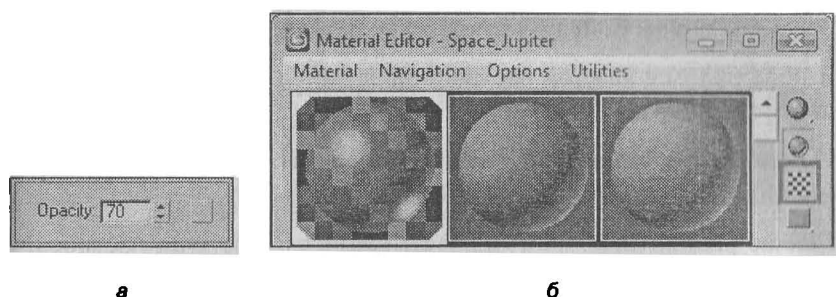 Material Editor - Space_Jupiter
Material Navigation Options Utilities
Opacity: 70
а
б